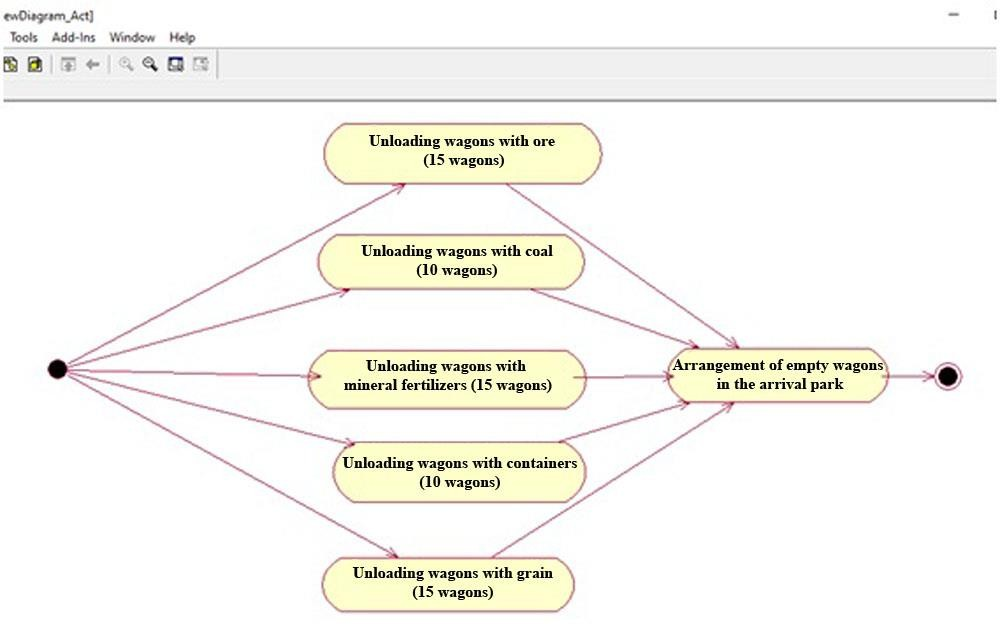 ewDiagram_Act]
Tools Add-Ins Window Help
Unloading wagons with ore
(15 wagons)
Unloading wagons with coal
(10 wagons)
Unloading wagons with
mineral fertilizers (15 wagons)
Arrangement of empty wagons
in the arrival park
Unloading wagons with containers
(10 wagons)
Unloading wagons with grain
(15 wagons)